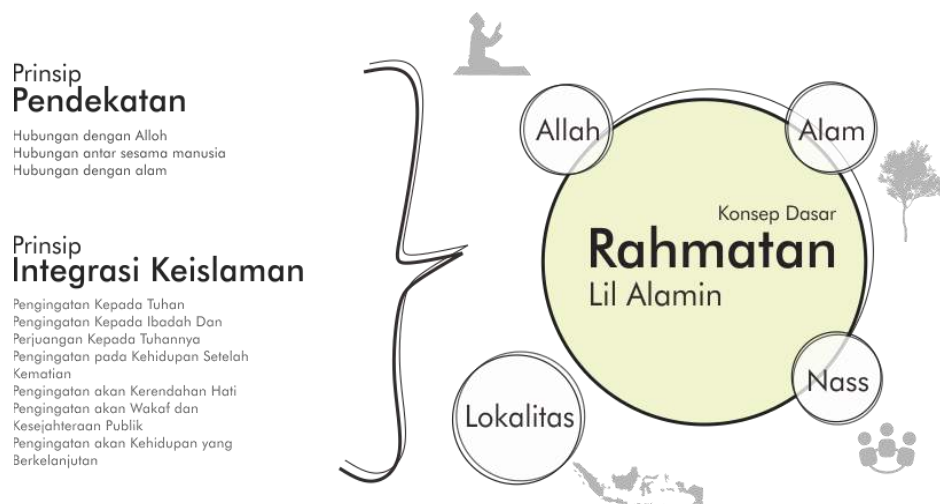 Prinsip
Pendekatan
Hubungan dengan Alloh
Hubungan antar sesama manusia
Hubungan dengan alam
Prinsip
Integrasi Keislaman
Pengingatan Kepada Tuhan
Pengingatan Kepada Ibadah Dan
Perjuangan Kepada Tuhannya
Pengingatan pada Kehidupan Setelah
Kematian
Pengingatan akan Kerendahan Hati
Pengingatan akan Wakaf dan
Kesejahteraan Publik
Pengingatan akan Kehidupan yang
Berkelanjutan
Allah
Alam
Konsep Dasar
Rahmatan
Lil Alamin
Nass
Lokalitas